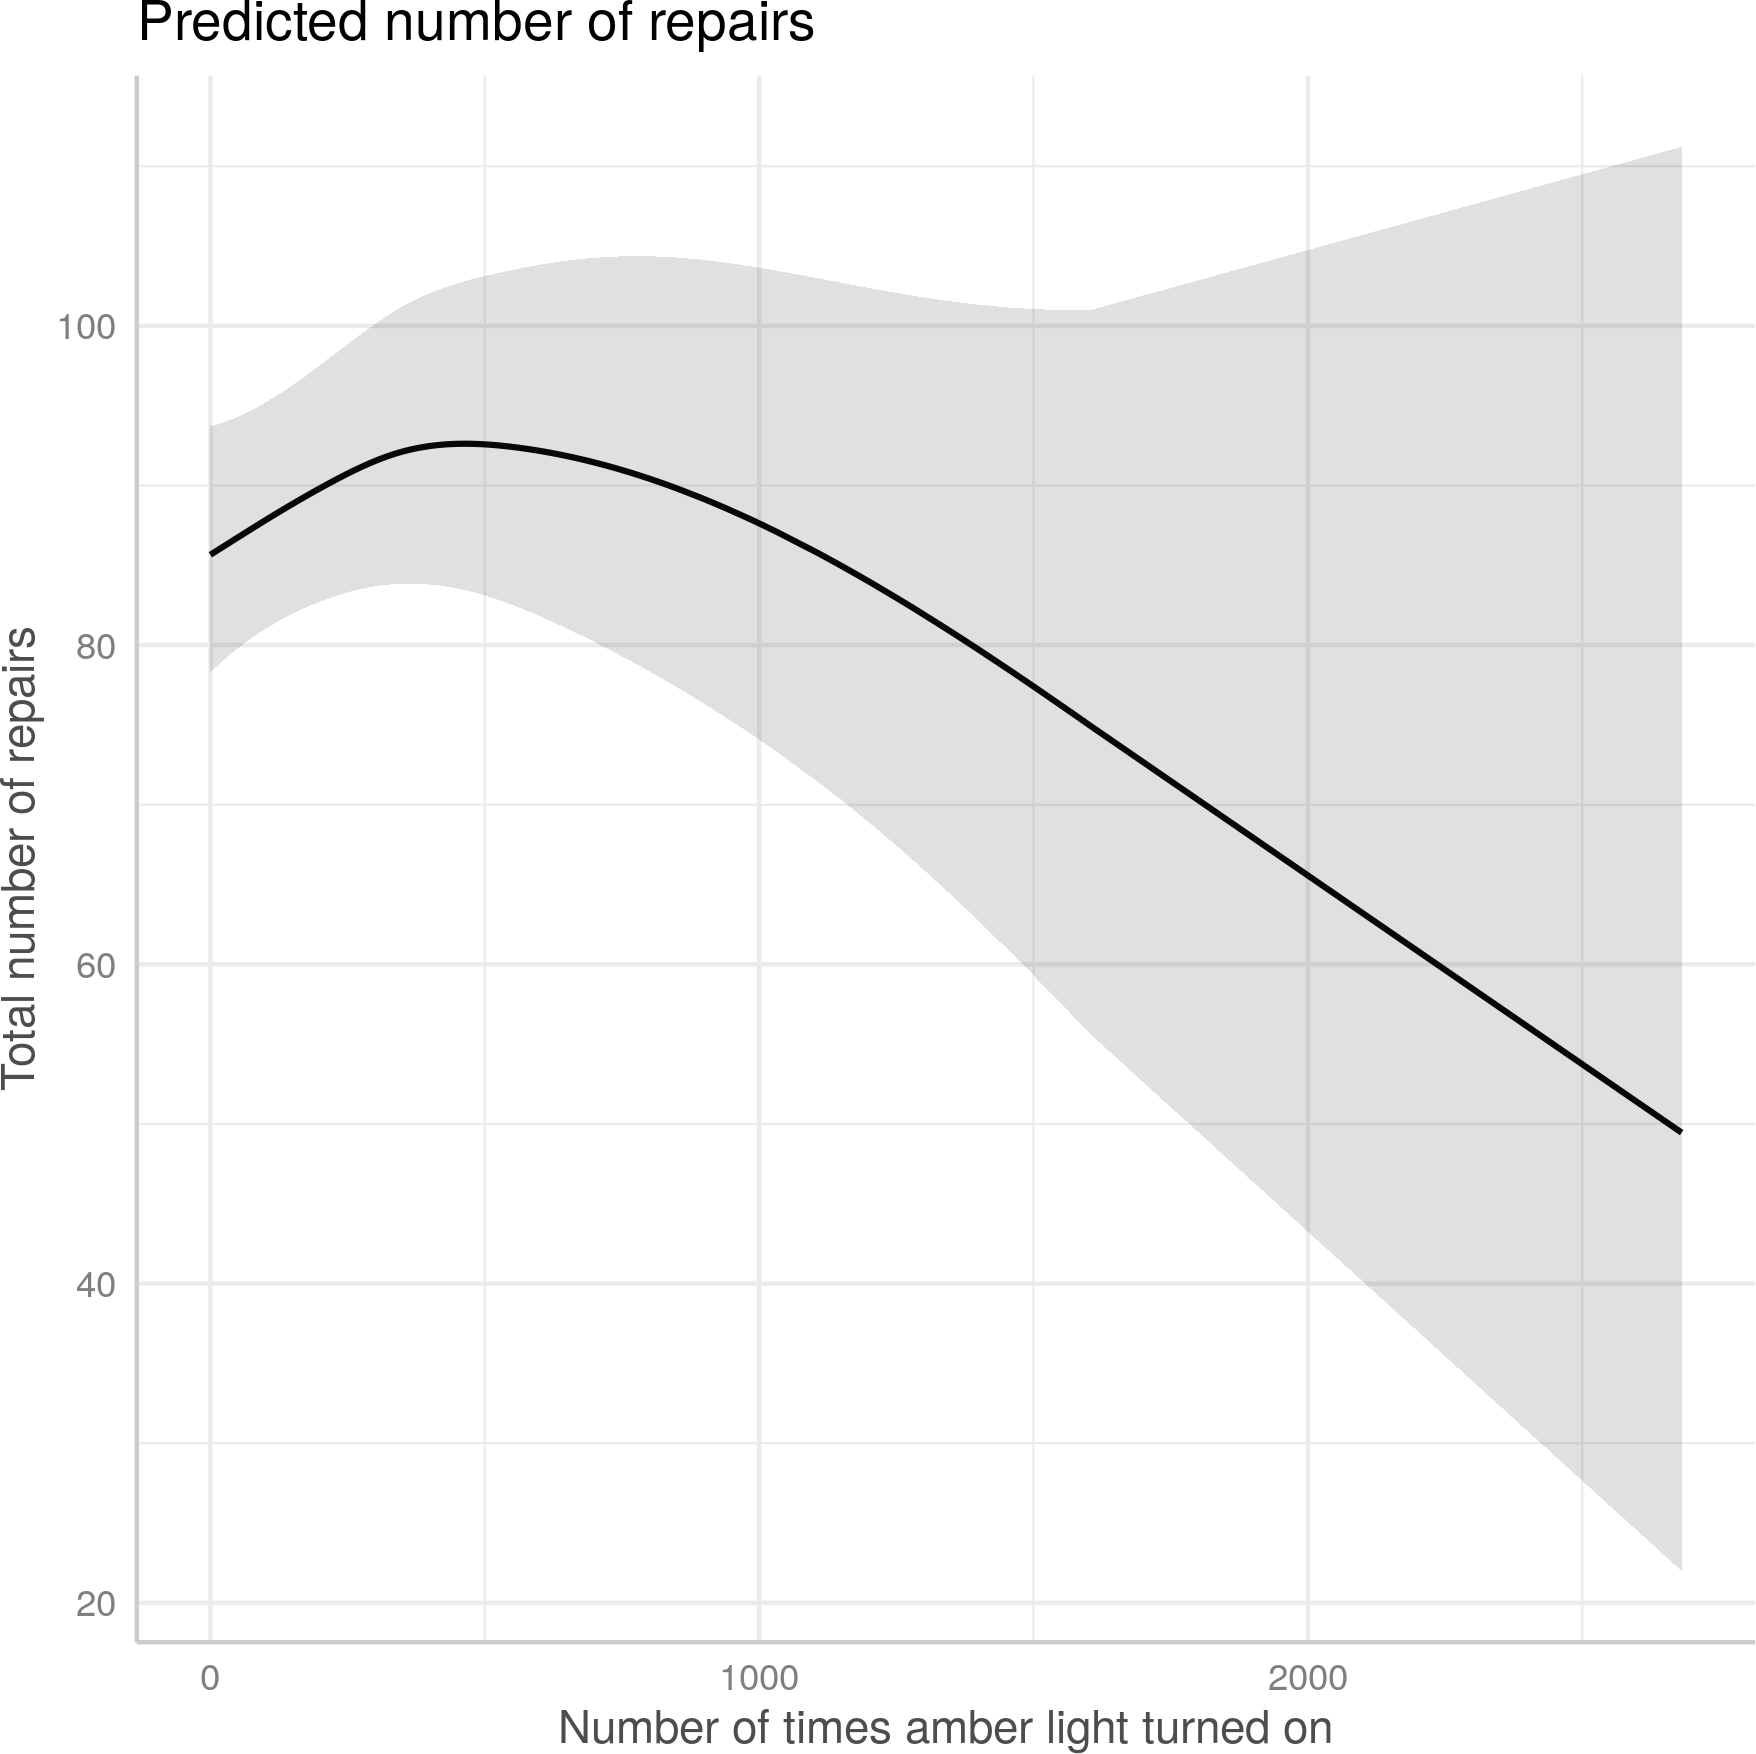 Predicted number of repairs
Total number of repairs
100
80
60
40
20
0
1000
2000
Number of times amber light turned on